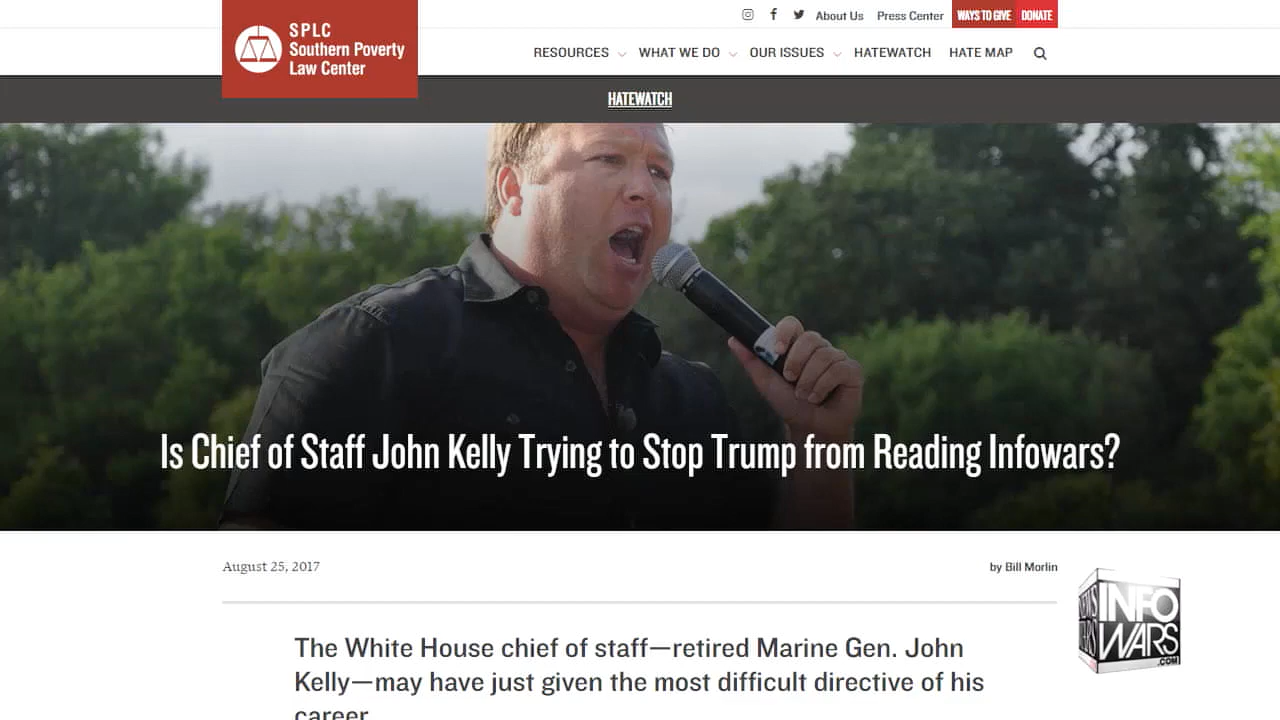 SPLC
Southern Poverty
Law Center
About Us Press Center WAYS TO GIVE DONATE
RESOURCES WHAT WE DO OUR ISSUES HATEWATCH HATE MAP
HATEWATCH
Is Chief of Staff John Kelly Trying to Stop Trump from Reading Infowars?
August 25, 2017
by Bill Morlin
The White House chief of staff—retired Marine Gen. John
Kelly—may have just given the most difficult directive of his
career
INFO
WARS
.COM